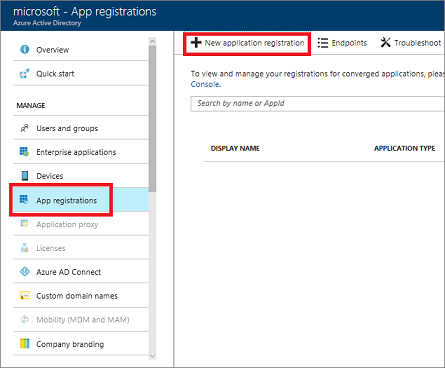 microsoft - App registrations
Azure Active Directory
Overview
Quick start
MANAGE
Users and groups
Enterprise applications
Devices
App registrations
Application proxy
Licenses
Azure AD Connect
Custom domain names
Mobility (MDM and MAM)
Company branding
New application registration
Endpoints
Troubleshoot
To view and manage your registrations for converged applications, plea
Console.
Search by name or AppId
DISPLAY NAME
APPLICATION TYPE